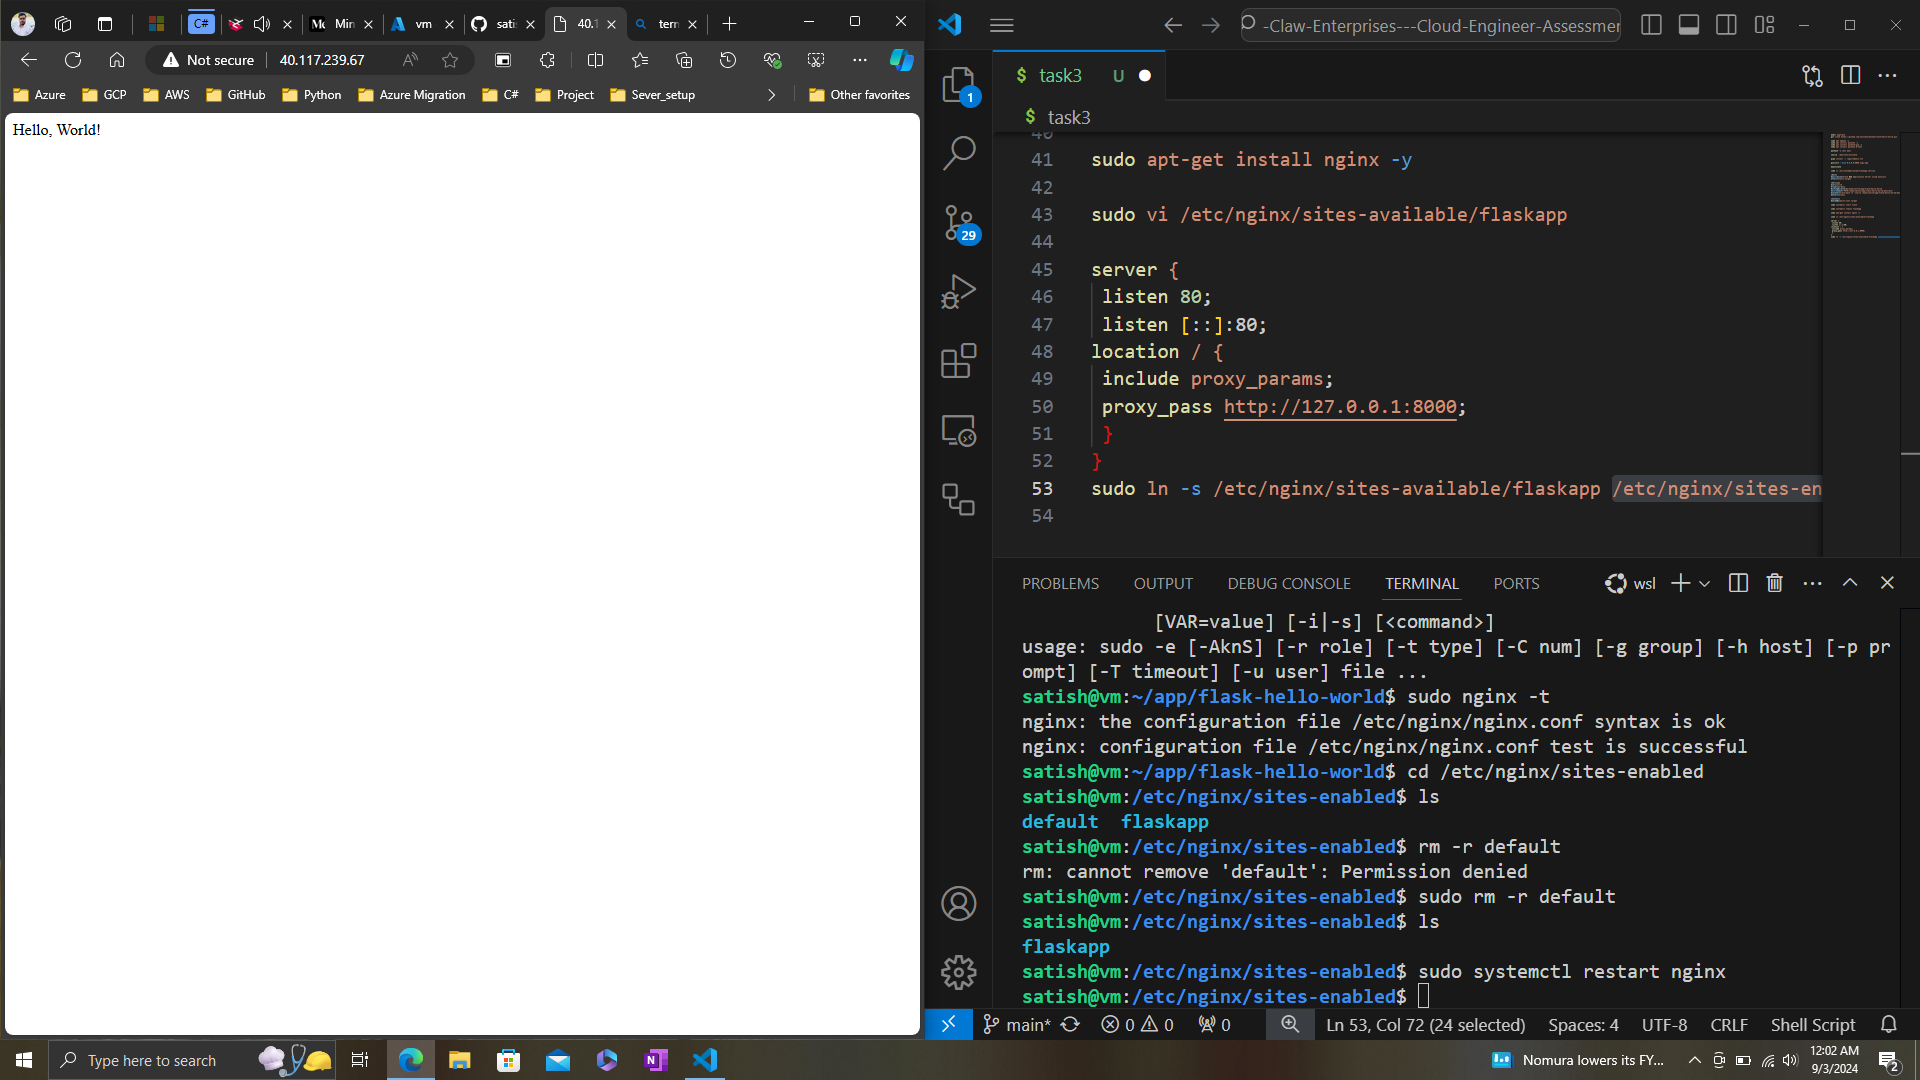 C#
Min
vm
sati
40.1
tern
Not secure
40.117.239.67
Azure
GCP
AWS
GitHub
Python
Azure Migration
C#
Project
Sever_setup
Other favorites
Hello, World!
-Claw-Enterprises---Cloud-Engineer-Assessmer
1
29
$ task3 U
$ task3
40
41 sudo apt-get install nginx -y
42
43 sudo vi /etc/nginx/sites-available/flaskapp
44
45 server {
46 listen 80;
47 listen [::]:80;
48 location / {
49 include proxy_params;
50 proxy_pass http://127.0.0.1:8000;
51 }
52 }
53 sudo ln -s /etc/nginx/sites-available/flaskapp /etc/nginx/sites-en
54
PROBLEMS OUTPUT DEBUG CONSOLE TERMINAL PORTS wsl
[VAR=value] [-i|-s] [<command>]
usage: sudo -e [-AknS] [-r role] [-t type] [-C num] [-g group] [-h host] [-p pr
ompt] [-T timeout] [-u user] file ...
satish@vm:~/app/flask-hello-world$ sudo nginx -t
nginx: the configuration file /etc/nginx/nginx.conf syntax is ok
nginx: configuration file /etc/nginx/nginx.conf test is successful
satish@vm:~/app/flask-hello-world$ cd /etc/nginx/sites-enabled
satish@vm:/etc/nginx/sites-enabled$ ls
default flaskapp
satish@vm:/etc/nginx/sites-enabled$ rm -r default
rm: cannot remove 'default': Permission denied
satish@vm:/etc/nginx/sites-enabled$ sudo rm -r default
satish@vm:/etc/nginx/sites-enabled$ ls
flaskapp
satish@vm:/etc/nginx/sites-enabled$ sudo systemctl restart nginx
satish@vm:/etc/nginx/sites-enabled$
main* 0 0 0 Ln 53, Col 72 (24 selected) Spaces: 4 UTF-8 CRLF Shell Script
Type here to search
Nomura lowers its FY...
12:02 AM
9/3/2024
2